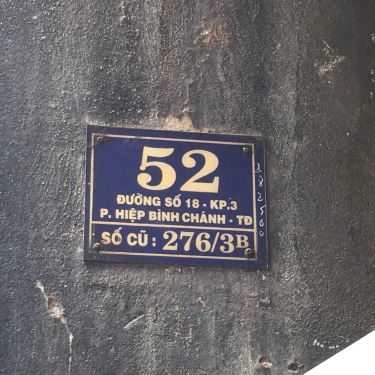 52
ĐƯỜNG SỐ 18 - KP.3
P. HIỆP BÌNH CHÁNH - TĐ
SỐ CŨ : 276/3B